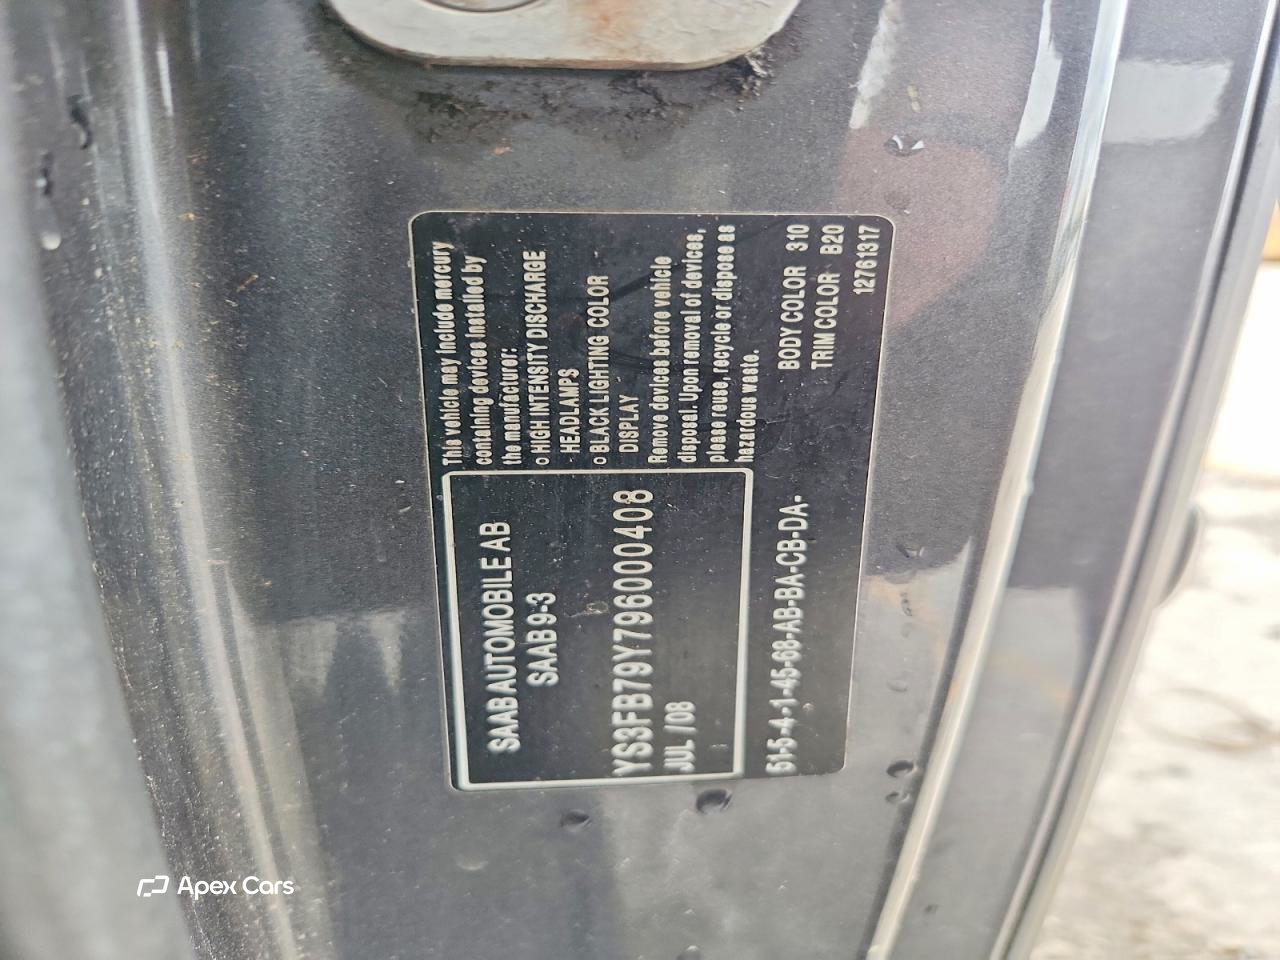 SAAB AUTOMOBILE AB
SAAB 9-3
YS3FB79Y796000408
JUL /08
This vehicle may include mercury
containing devices installed by
the manufacturer:
o HIGH INTENSITY DISCHARGE
HEADLAMPS
o BLACK LIGHTING COLOR
DISPLAY
Remove devices before vehicle
disposal. Upon removal of devices,
please reuse, recycle or dispose as
hazardous waste.
61-5-4-1-45-68-AB-BA-CB-DA-
BODY COLOR 310
TRIM COLOR B20
12761317
Apex Cars